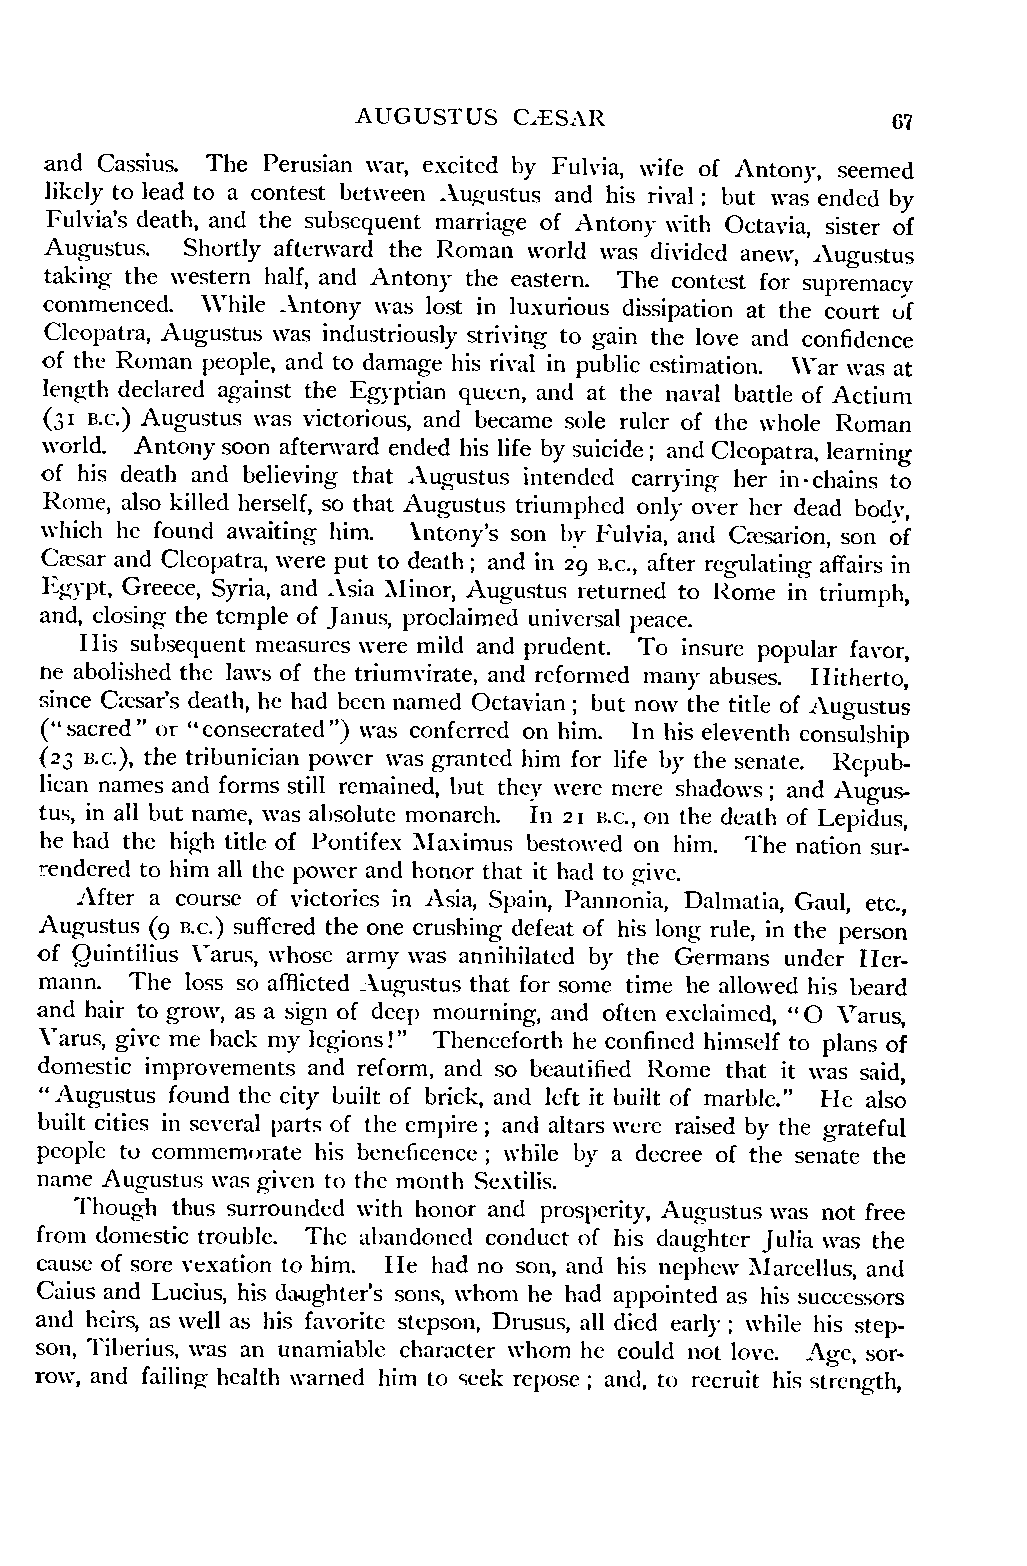 AUGUSTUS CÆSAR 67
and Cassius. The Perusian war, excited by Fulvia, wife of Antony, seemed
likely to lead to a contest between Augustus and his rival; but was ended by
Fulvia's death, and the subsequent marriage of Antony with Octavia, sister of
Augustus. Shortly afterward the Roman world was divided anew, Augustus
taking the western half, and Antony the eastern. The contest for supremacy
commenced. While Antony was lost in luxurious dissipation at the court of
Cleopatra, Augustus was industriously striving to gain the love and confidence
of the Roman people, and to damage his rival in public estimation. War was at
length declared against the Egyptian queen, and at the naval battle of Actium
(31 B.C.) Augustus was victorious, and became sole ruler of the whole Roman
world. Antony soon afterward ended his life by suicide; and Cleopatra, learning
of his death and believing that Augustus intended carrying her in chains to
Rome, also killed herself, so that Augustus triumphed only over her dead body,
which he found awaiting him. Antony's son by Fulvia, and Cæsarion, son of
Cæsar and Cleopatra, were put to death; and in 29 B.C., after regulating affairs in
Egypt, Greece, Syria, and Asia Minor, Augustus returned to Rome in triumph,
and, closing the temple of Janus, proclaimed universal peace.
His subsequent measures were mild and prudent. To insure popular favor,
he abolished the laws of the triumvirate, and reformed many abuses. Hitherto,
since Cæsar's death, he had been named Octavian; but now the title of Augustus
("sacred" or "consecrated") was conferred on him. In his eleventh consulship
(23 B.C.), the tribunician power was granted him for life by the senate. Repub-
lican names and forms still remained, but they were mere shadows; and Augus-
tus, in all but name, was absolute monarch. In 21 B.C., on the death of Lepidus,
he had the high title of Pontifex Maximus bestowed on him. The nation sur-
rendered to him all the power and honor that it had to give.
After a course of victories in Asia, Spain, Pannonia, Dalmatia, Gaul, etc.,
Augustus (9 B.C.) suffered the one crushing defeat of his long rule, in the person
of Quintilius Varus, whose army was annihilated by the Germans under Her-
mann. The loss so afflicted Augustus that for some time he allowed his beard
and hair to grow, as a sign of deep mourning, and often exclaimed, "O Varus,
Varus, give me back my legions!" Thenceforth he confined himself to plans of
domestic improvements and reform, and so beautified Rome that it was said,
"Augustus found the city built of brick, and left it built of marble." He also
built cities in several parts of the empire; and altars were raised by the grateful
people to commemorate his beneficence; while by a decree of the senate the
name Augustus was given to the month Sextilis.
Though thus surrounded with honor and prosperity, Augustus was not free
from domestic trouble. The abandoned conduct of his daughter Julia was the
cause of sore vexation to him. He had no son, and his nephew Marcellus, and
Caius and Lucius, his daughter's sons, whom he had appointed as his successors
and heirs, as well as his favorite stepson, Drusus, all died early; while his step-
son, Tiberius, was an unamiable character whom he could not love. Age, sor-
row, and failing health warned him to seek repose; and, to recruit his strength,